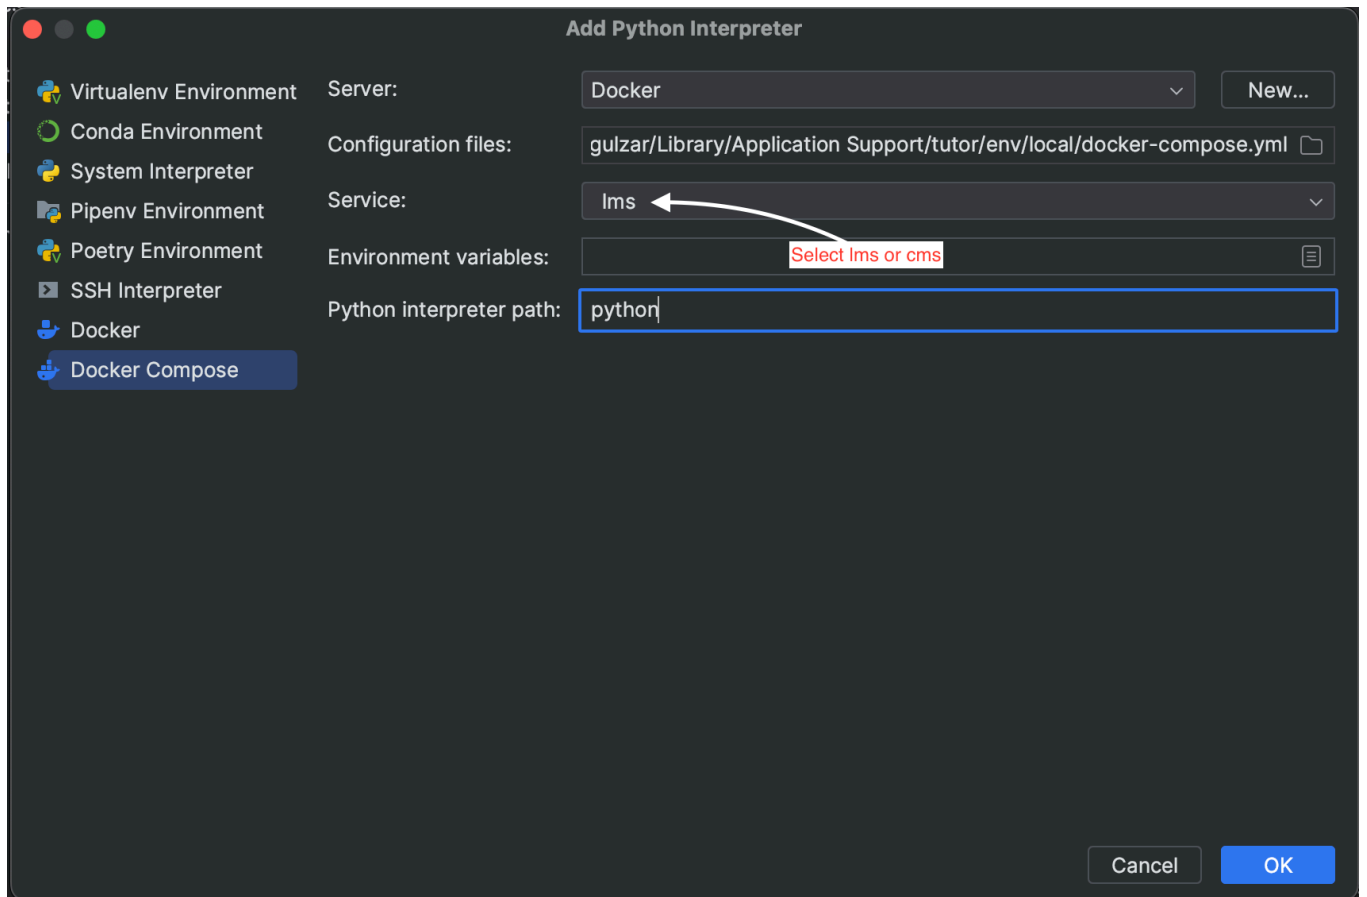 Add Python Interpreter
Virtualenv Environment
Conda Environment
System Interpreter
Pipenv Environment
Poetry Environment
SSH Interpreter
Docker
Docker Compose
Server:
Docker
New...
Configuration files:
gulzar/Library/Application Support/tutor/env/local/docker-compose.yml
Service:
lms
Select lms or cms
Environment variables:
Python interpreter path:
python
Cancel
OK